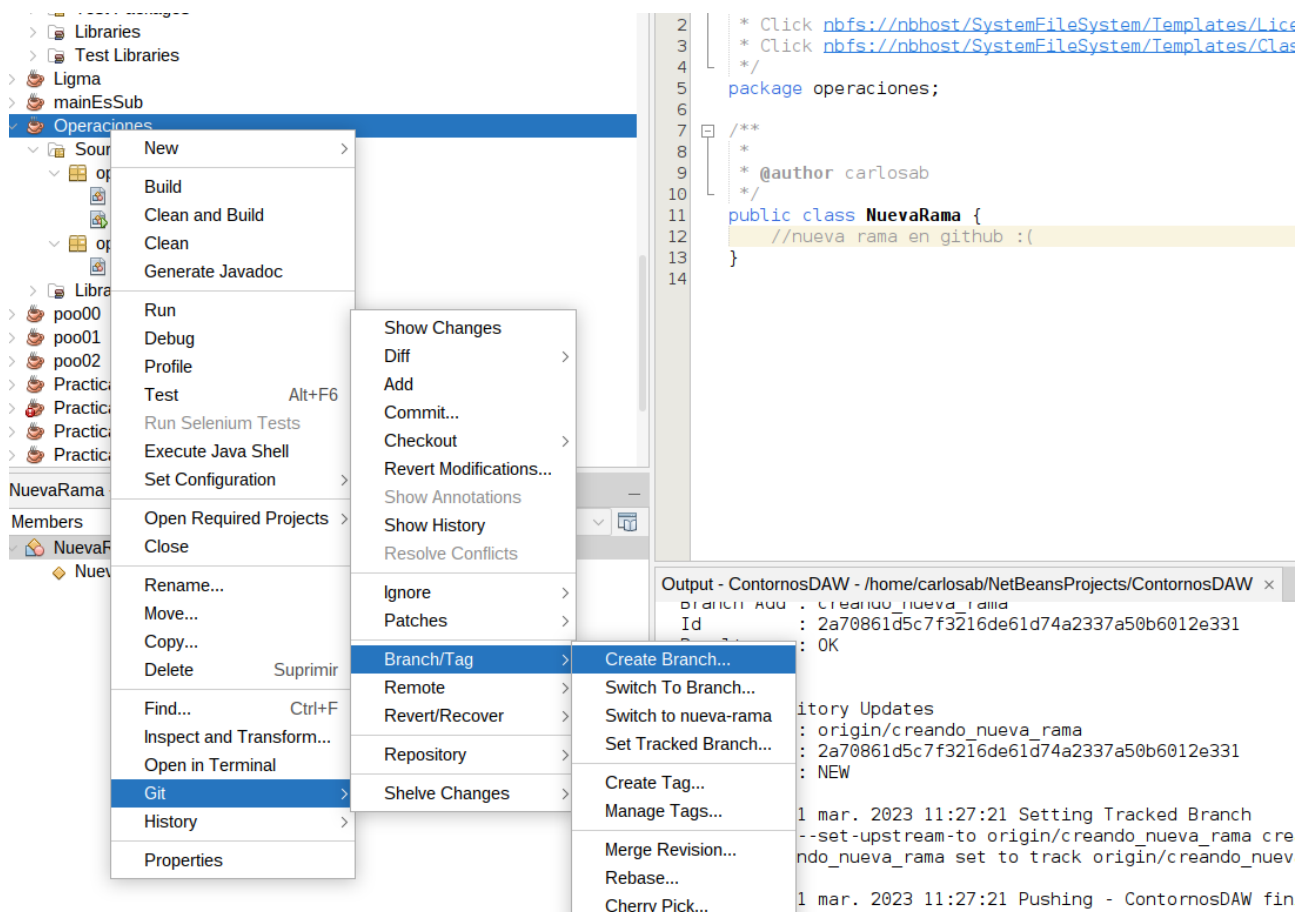 Libraries
Test Libraries
Ligma
mainEsSub
Operaciones
poo00
poo01
poo02
NuevaRama
Members
New
Build
Clean and Build
Clean
Generate Javadoc
Run
Debug
Profile
Test Alt+F6
Run Selenium Tests
Execute Java Shell
Set Configuration
Open Required Projects
Close
Rename...
Move...
Copy...
Delete Suprimir
Find... Ctrl+F
Inspect and Transform...
Open in Terminal
Git
History
Properties
Show Changes
Diff
Add
Commit...
Checkout
Revert Modifications...
Show Annotations
Show History
Resolve Conflicts
Ignore
Patches
Branch/Tag
Remote
Revert/Recover
Repository
Shelve Changes
Create Branch...
Switch To Branch...
Switch to nueva-rama
Set Tracked Branch...
Create Tag...
Manage Tags...
Merge Revision...
Rebase...
Cherry Pick...
2 * Click nbfs://nbhost/SystemFileSystem/Templates/Lice
3 * Click nbfs://nbhost/SystemFileSystem/Templates/Clas
4 */
5 package operaciones;
6
7 /**
8 *
9 * @author carlosab
10 */
11 public class NuevaRama {
12 //nueva rama en github :(
13 }
14
Output - ContornosDAW - /home/carlosab/NetBeansProjects/ContornosDAW ×
Branch Add : creando_nueva_rama
Id : 2a70861d5c7f3216de61d74a2337a50b6012e331
: OK
itory Updates
: origin/creando_nueva_rama
: 2a70861d5c7f3216de61d74a2337a50b6012e331
: NEW
1 mar. 2023 11:27:21 Setting Tracked Branch
--set-upstream-to origin/creando_nueva_rama cre
ndo_nueva_rama set to track origin/creando_nuev
1 mar. 2023 11:27:21 Pushing - ContornosDAW fin